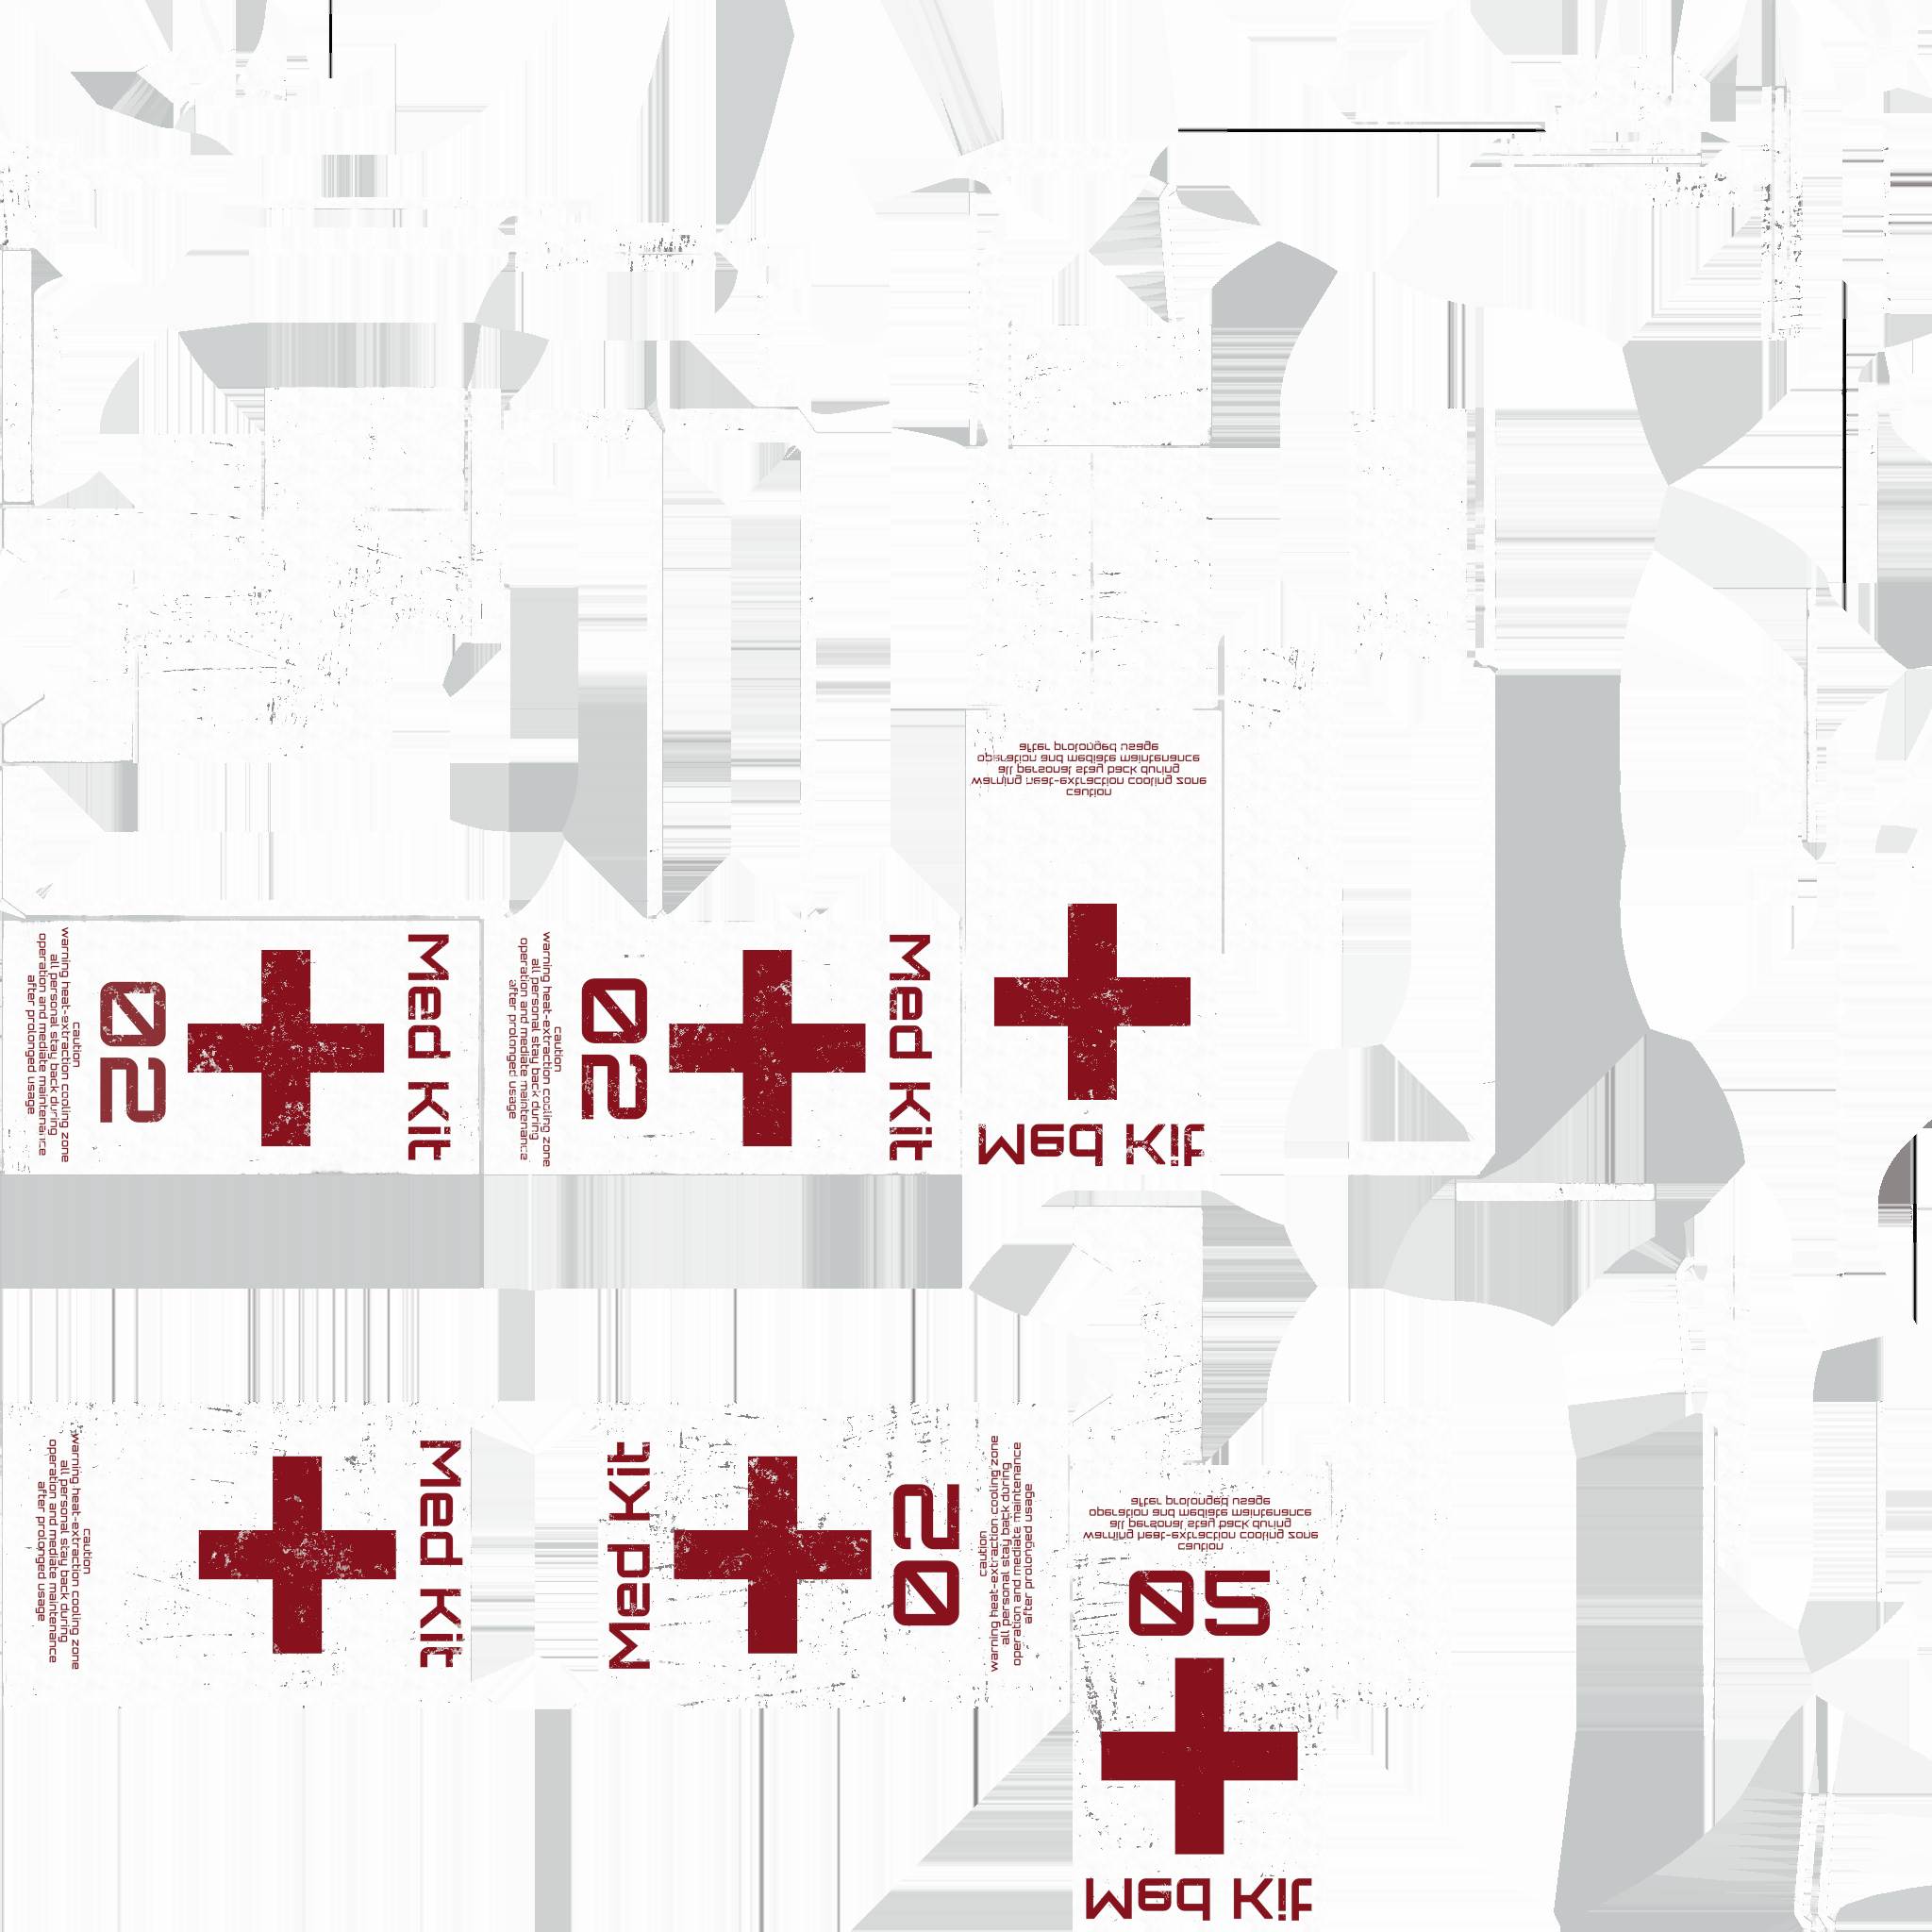 Med Kit
02
caution
warning heat-extraction cooling zone
all personal stay back during
operation and mediate maintenance
after prolonged usage
Med Kit
02
caution
warning heat-extraction cooling zone
all personal stay back during
operation and mediate maintenance
after prolonged usage
Med Kit
caution
warning heat-extraction cooling zone
all personal stay back during
operation and mediate maintenance
after prolonged usage
Med Kit
caution
warning heat-extraction cooling zone
all personal stay back during
operation and mediate maintenance
after prolonged usage
Med Kit
02
caution
warning heat-extraction cooling zone
all personal stay back during
operation and mediate maintenance
after prolonged usage
Med Kit
02
caution
warning heat-extraction cooling zone
all personal stay back during
operation and mediate maintenance
after prolonged usage